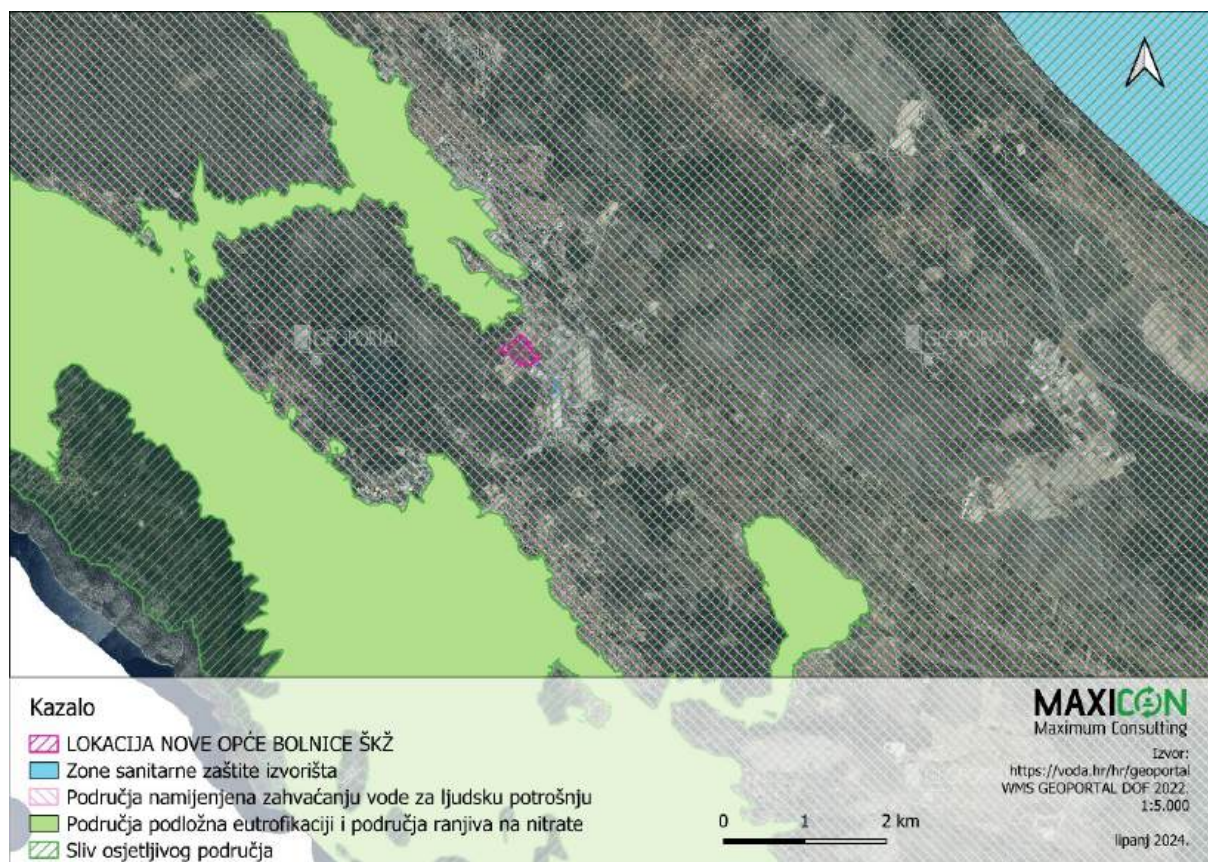 GEOPORTAL
GEOPORTAL
Kazalo
LOKACIJA NOVE OPĆE BOLNICE ŠKŽ
Zone sanitarne zaštite izvorišta
Područja namijenjena zahvaćanju vode za ljudsku potrošnju
Područja podložna eutrofikaciji i područja ranjiva na nitrate
Sliv osjetljivog područja
0 1 2 km
MAXICON
Maximum Consulting
Izvor:
https://voda.hr/hr/geoportal
WMS GEOPORTAL DOF 2022.
1:5.000
lipanj 2024.